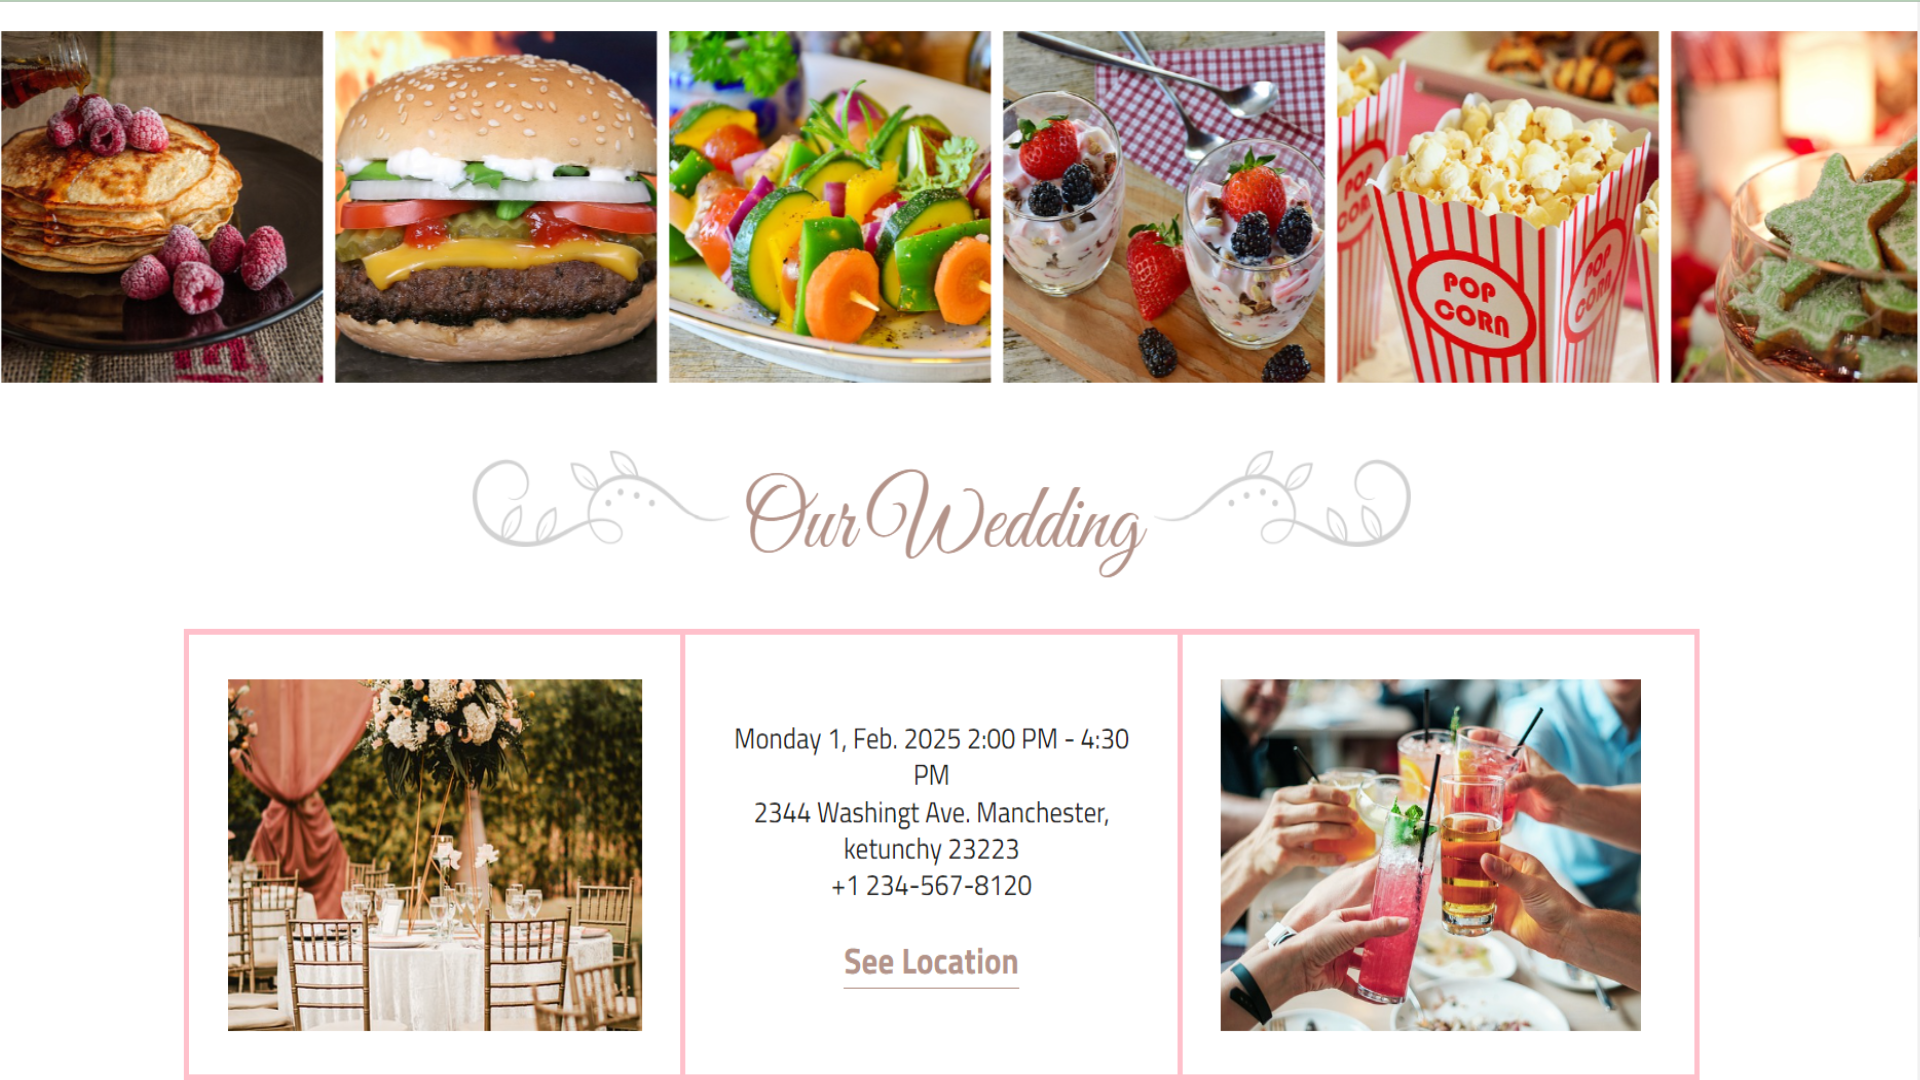 POP
CORN
POP
CORN
POP
CORN
Our Wedding
Monday 1, Feb. 2025 2:00 PM - 4:30
PM
2344 Washingt Ave. Manchester,
ketunchy 23223
+1 234-567-8120
See Location